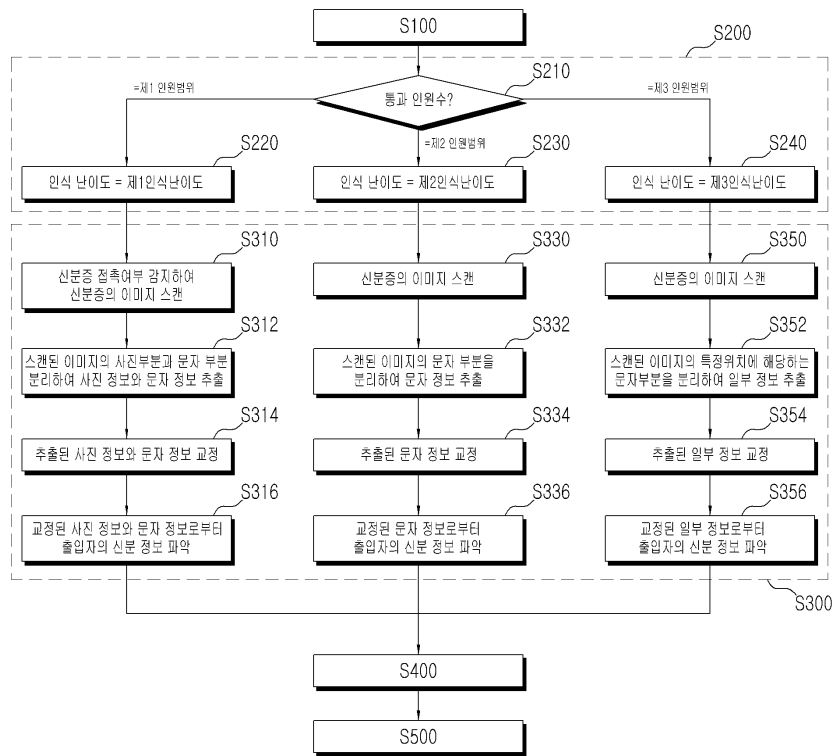 S100
S200
S210
통과 인원수?
=제1 인원범위
=제2 인원범위
=제3 인원범위
S220
인식 난이도 = 제1인식난이도
S230
인식 난이도 = 제2인식난이도
S240
인식 난이도 = 제3인식난이도
S310
신분증 접촉여부 감지하여
신분증의 이미지 스캔
S330
신분증의 이미지 스캔
S350
신분증의 이미지 스캔
S312
스캔된 이미지의 사진부분과 문자 부분
분리하여 사진 정보와 문자 정보 추출
S332
스캔된 이미지의 문자 부분을
분리하여 문자 정보 추출
S352
스캔된 이미지의 특정위치에 해당하는
문자부분을 분리하여 일부 정보 추출
S314
추출된 사진 정보와 문자 정보 교정
S334
추출된 문자 정보 교정
S354
추출된 일부 정보 교정
S316
교정된 사진 정보와 문자 정보로부터
출입자의 신분 정보 파악
S336
교정된 문자 정보로부터
출입자의 신분 정보 파악
S356
교정된 일부 정보로부터
출입자의 신분 정보 파악
S300
S400
S500